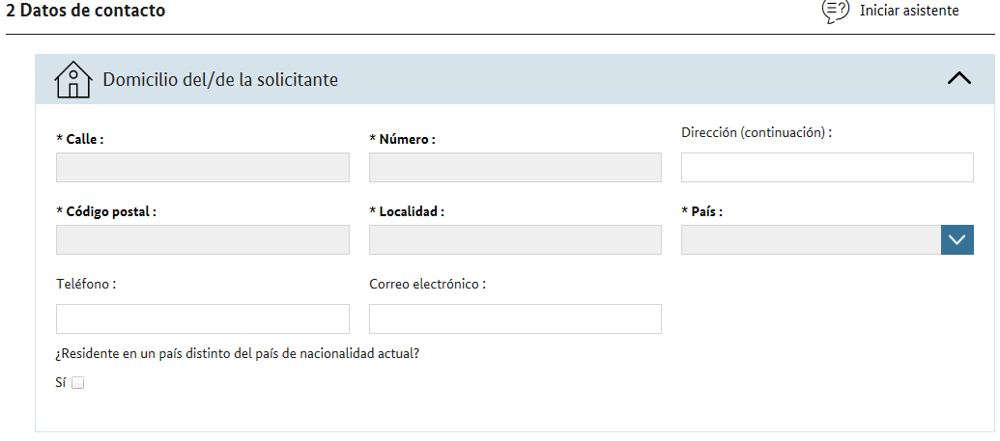 2 Datos de contacto
Iniciar asistente
Domicilio del/de la solicitante
* Calle :
* Número :
Dirección (continuación) :
* Código postal :
* Localidad :
* País :
Teléfono :
Correo electrónico :
¿Residente en un país distinto del país de nacionalidad actual?
Sí